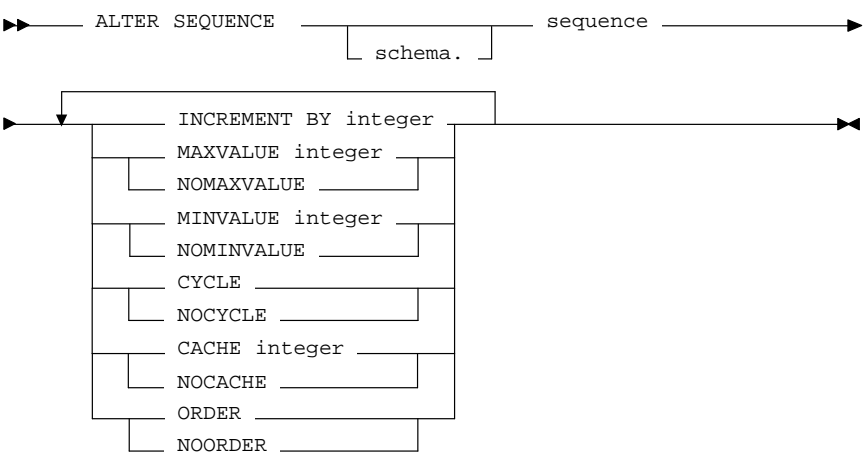 ALTER SEQUENCE schema. sequence
INCREMENT BY integer
MAXVALUE integer
NOMAXVALUE
MINVALUE integer
NOMINVALUE
CYCLE
NOCYCLE
CACHE integer
NOCACHE
ORDER
NOORDER